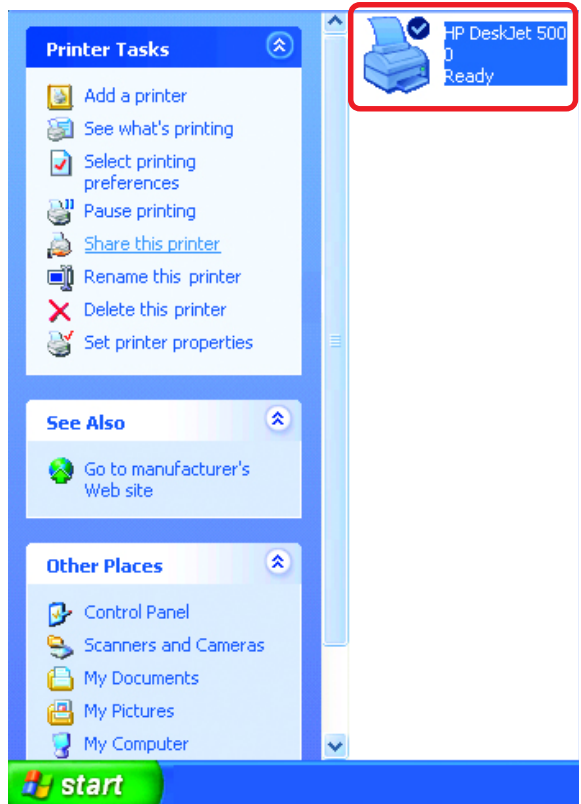 Printer Tasks
Add a printer
See what's printing
Select printing
preferences
Pause printing
Share this printer
Rename this printer
Delete this printer
Set printer properties
See Also
Go to manufacturer's
Web site
Other Places
Control Panel
Scanners and Cameras
My Documents
My Pictures
My Computer
HP DeskJet 500
0
Ready
start